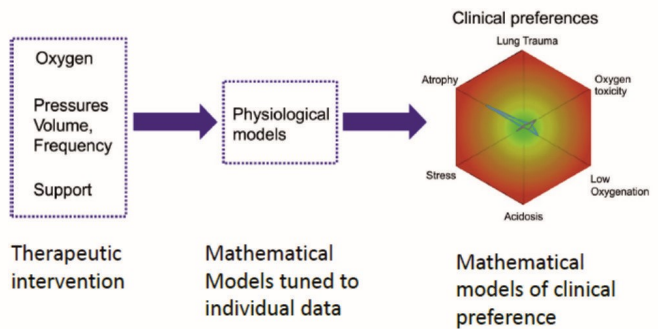 Oxygen
Pressures
Volume,
Frequency
Support
Physiological
models
Clinical preferences
Lung Trauma
Atrophy
Oxygen
toxicity
Stress
Low
Oxygenation
Acidosis
Therapeutic
intervention
Mathematical
Models tuned to
individual data
Mathematical
models of clinical
preference